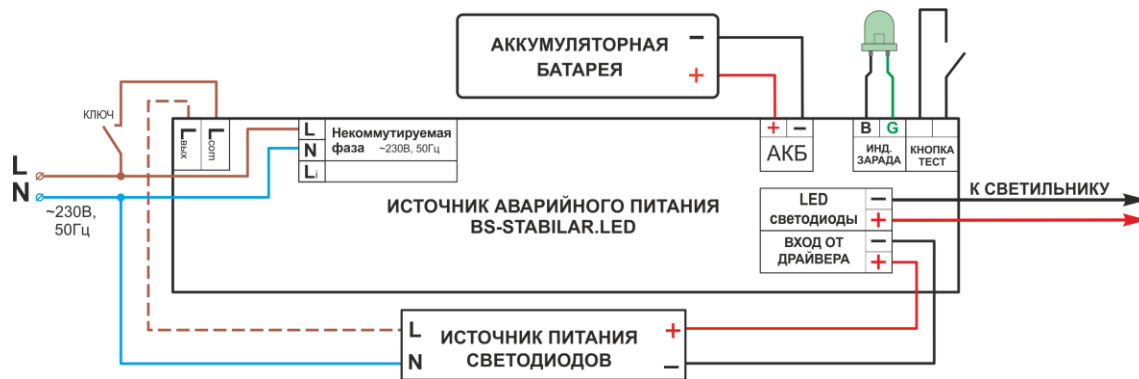 АККУМУЛЯТОРНАЯ
БАТАРЕЯ
−
+
КЛЮЧ
Lвых
Lcom
L
N
Li
Некоммутируемая
фаза ~230В, 50Гц
+ −
АКБ
B G
ИНД.
ЗАРАДА
КНОПКА
ТЕСТ
L
N
~230В,
50Гц
ИСТОЧНИК АВАРИЙНОГО ПИТАНИЯ
BS-STABILAR.LED
LED
светодиоды
−
+
ВХОД ОТ
ДРАЙВЕРА
−
+
К СВЕТИЛЬНИКУ
L
N
ИСТОЧНИК ПИТАНИЯ
СВЕТОДИОДОВ
+
−